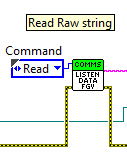 Read Raw string
Command
Read
COMMS
LISTEN
DATA
FGV